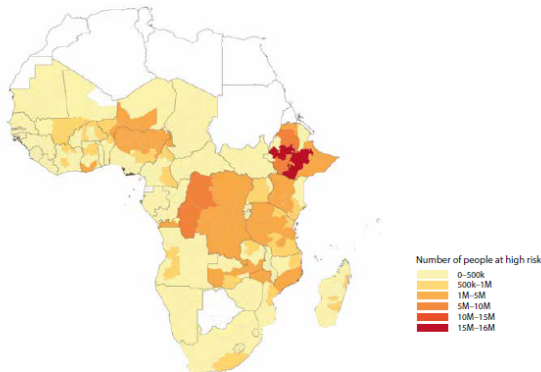 Number of people at high risk
0–500k
500k–1M
1M–5M
5M–10M
10M–15M
15M–16M